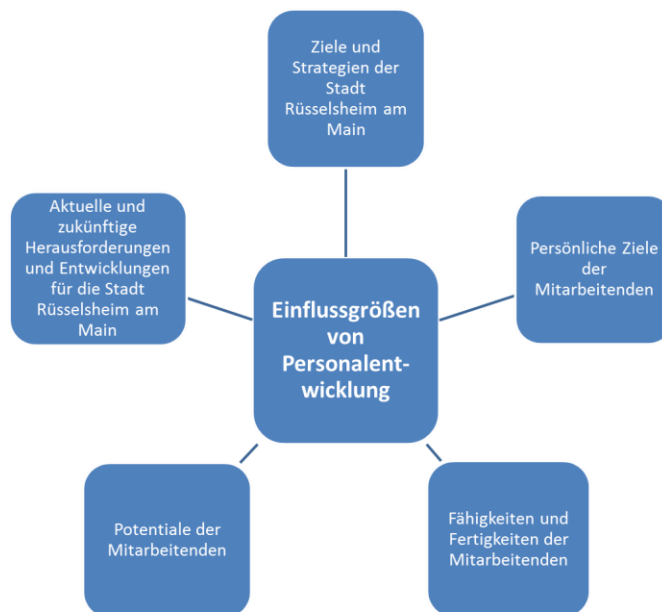 Ziele und
Strategien der
Stadt
Rüsselsheim am
Main
Aktuelle und
zukünftige
Herausforderungen
und Entwicklungen
für die Stadt
Rüsselsheim am
Main
Persönliche Ziele
der
Mitarbeitenden
Einflussgrößen
von
Personalent-
wicklung
Potentiale der
Mitarbeitenden
Fähigkeiten und
Fertigkeiten der
Mitarbeitenden